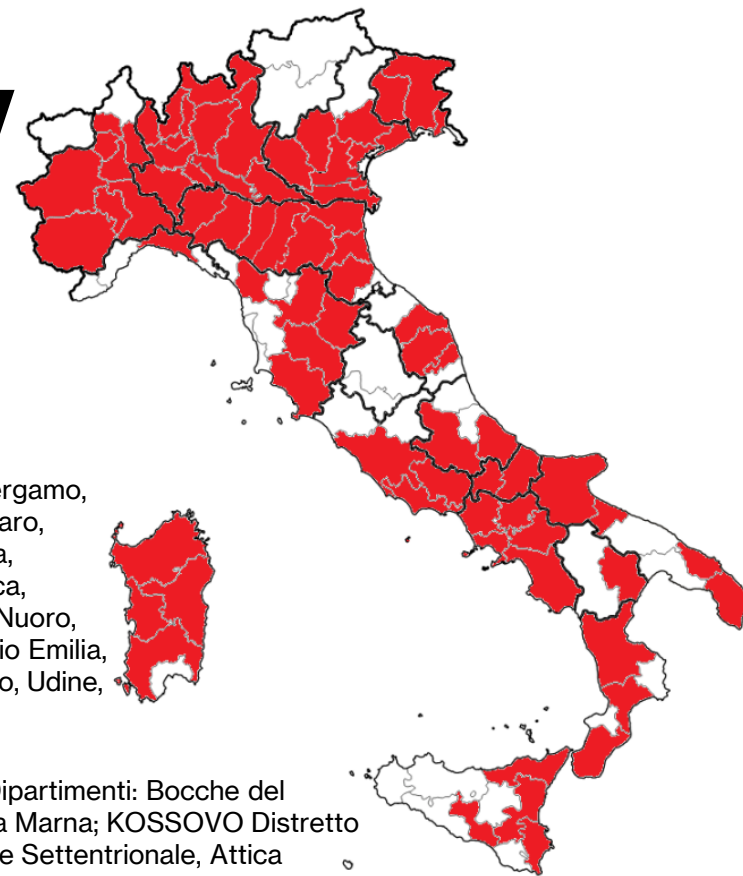 ergamo,
aro,
a,
ca,
Nuoro,
io Emilia,
o, Udine,
Dipartimenti: Bocche del
a Marna; KOSSOVO Distretto
e Settentrionale, Attica